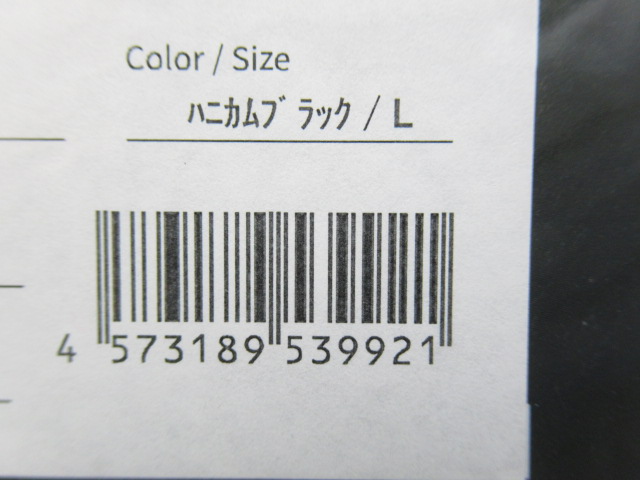 Color / Size
ﾊﾆｶﾑﾌﾞﾗｯｸ / L
4 573189 539921